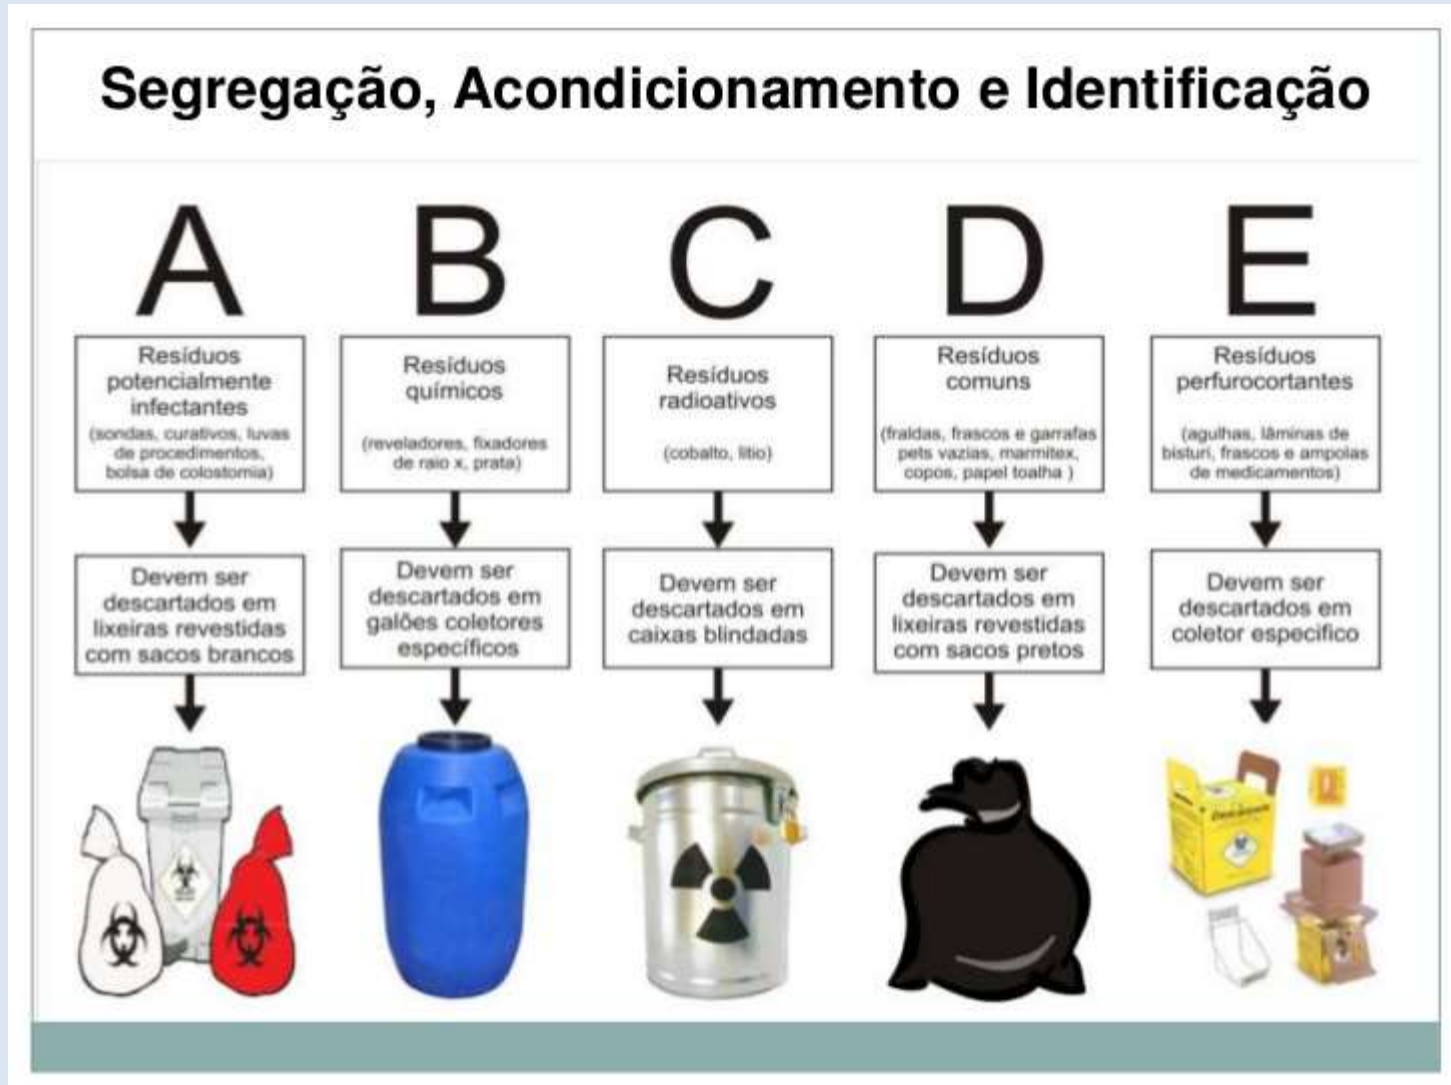 Segregação, Acondicionamento e Identificação
A
B
C
D
E
Resíduos
potencialmente
infectantes
(sondas, curativos, luvas
de procedimentos,
bolsa de colostomia)
Resíduos
químicos
(reveladores, fixadores
de raio x, prata)
Resíduos
radioativos
(cobalto, lítio)
Resíduos
comuns
(fraldas, frascos e garrafas
pets vazias, marmitex,
copos, papel toalha )
Resíduos
perfurocortantes
(agulhas, lâminas de
bisturi, frascos e ampolas
de medicamentos)
Devem ser
descartados em
lixeiras revestidas
com sacos brancos
Devem ser
descartados em
galões coletores
específicos
Devem ser
descartados em
caixas blindadas
Devem ser
descartados em
lixeiras revestidas
com sacos pretos
Devem ser
descartados em
coletor especifico